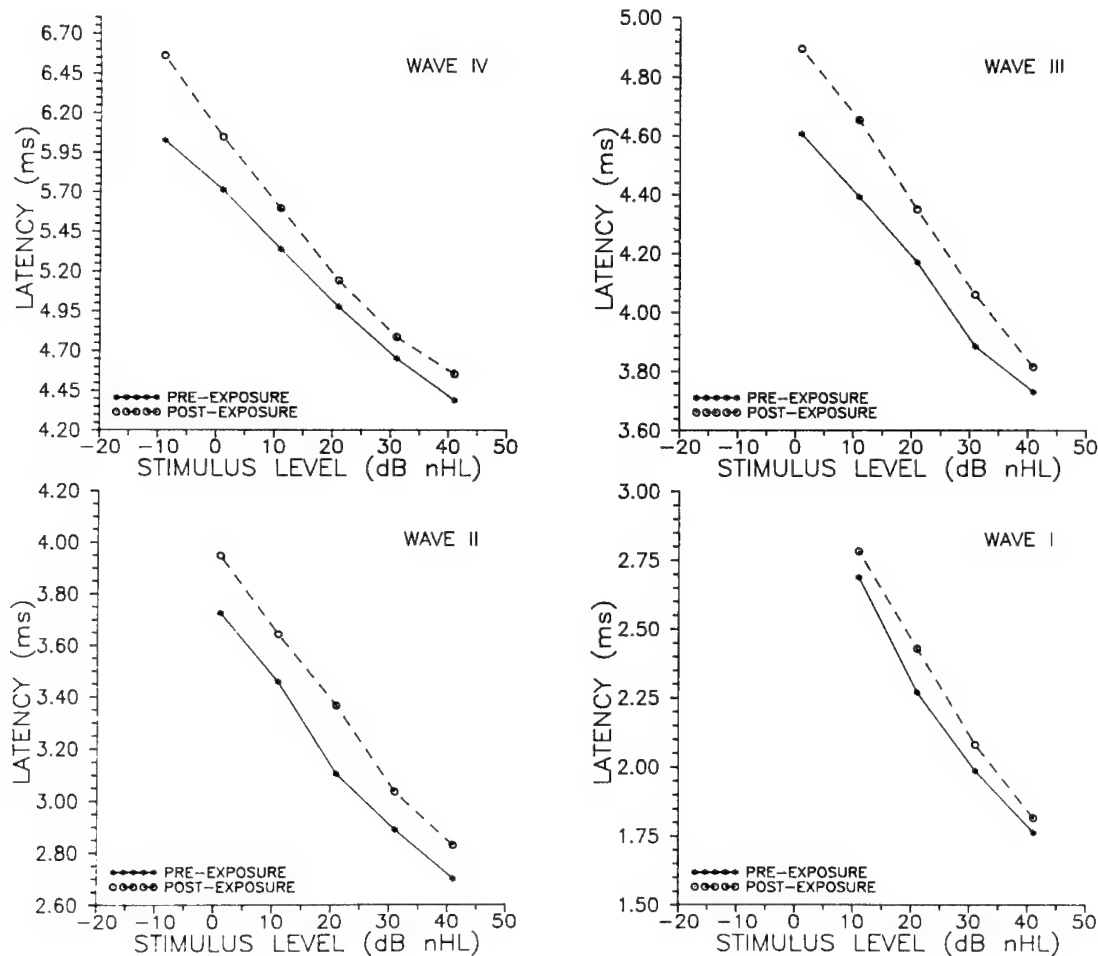 WAVE IV
LATENCY (ms)
6.70
6.45
6.20
5.95
5.70
5.45
5.20
4.95
4.70
4.45
4.20
PRE-EXPOSURE
POST-EXPOSURE
-20 -10 0 10 20 30 40 50
STIMULUS LEVEL (dB nHL)
WAVE III
LATENCY (ms)
5.00
4.80
4.60
4.40
4.20
4.00
3.80
3.60
PRE-EXPOSURE
POST-EXPOSURE
-20 -10 0 10 20 30 40 50
STIMULUS LEVEL (dB nHL)
WAVE II
LATENCY (ms)
4.20
4.00
3.80
3.60
3.40
3.20
3.00
2.80
2.60
PRE-EXPOSURE
POST-EXPOSURE
-20 -10 0 10 20 30 40 50
STIMULUS LEVEL (dB nHL)
WAVE I
LATENCY (ms)
3.00
2.75
2.50
2.25
2.00
1.75
1.50
PRE-EXPOSURE
POST-EXPOSURE
-20 -10 0 10 20 30 40 50
STIMULUS LEVEL (dB nHL)